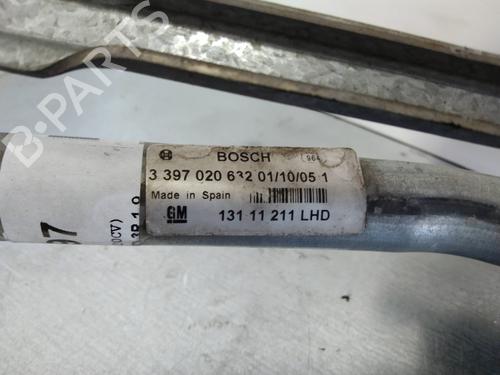 B-PARTS
BOSCH
3 397 020 632 01/10/05 1
Made in Spain
GM
131 11 211 LHD